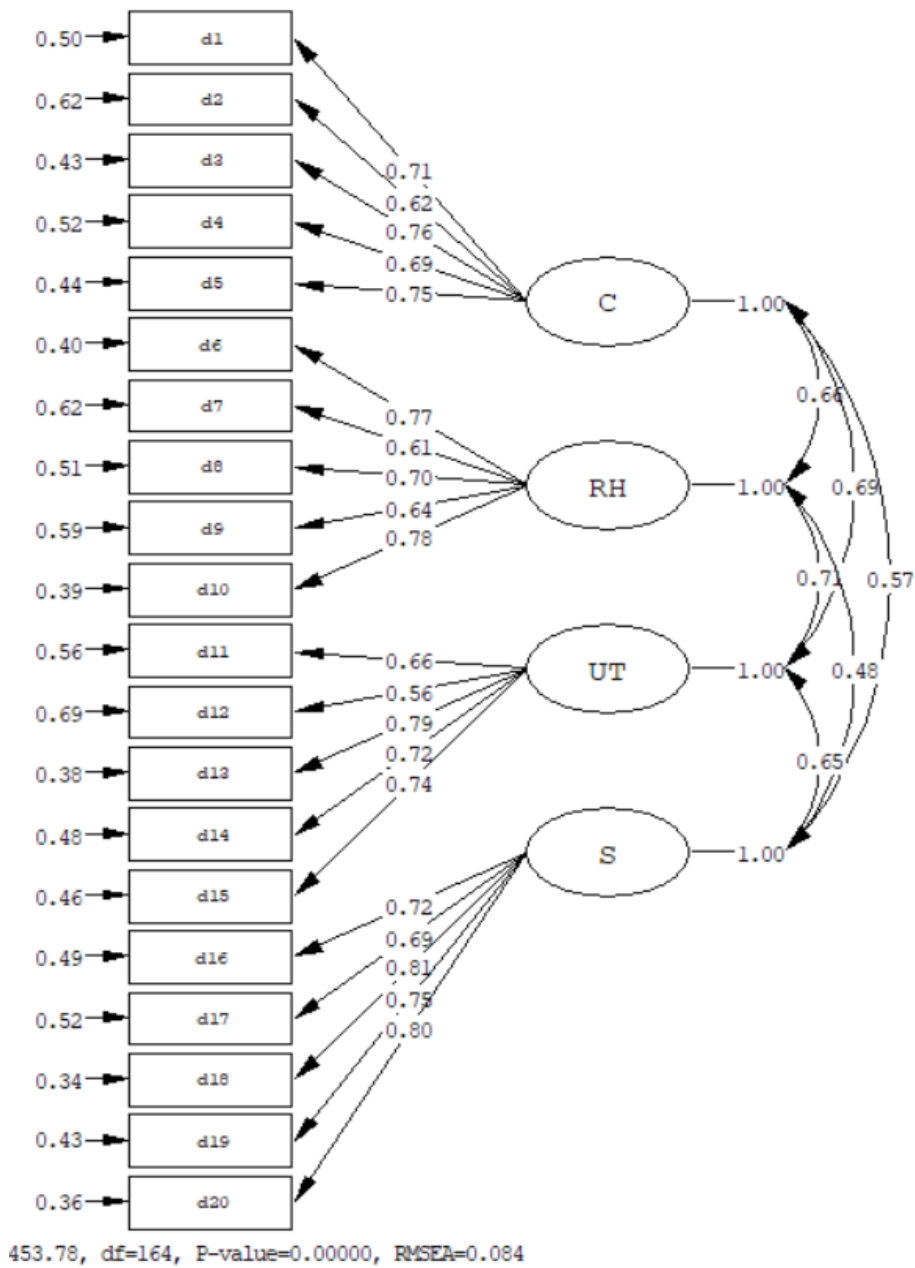 0.50 d1
0.62 d2
0.43 d3 0.71
0.62
0.52 d4 0.76
0.69
0.44 d5 0.75 C 1.00
0.40 d6
0.66
0.62 d7 0.77
0.61
0.51 d8 0.70 RH 1.00 0.69
0.64
0.59 d9 0.78
0.39 d10 0.71 0.57
0.56 d11 0.66 UT 1.00 0.48
0.56
0.69 d12 0.79
0.72
0.38 d13 0.74 0.65
0.48 d14 S 1.00
0.46 d15 0.72
0.69
0.49 d16 0.81
0.75
0.52 d17 0.80
0.34 d18
0.43 d19
0.36 d20
453.78, df=164, P-value=0.00000, RMSEA=0.084